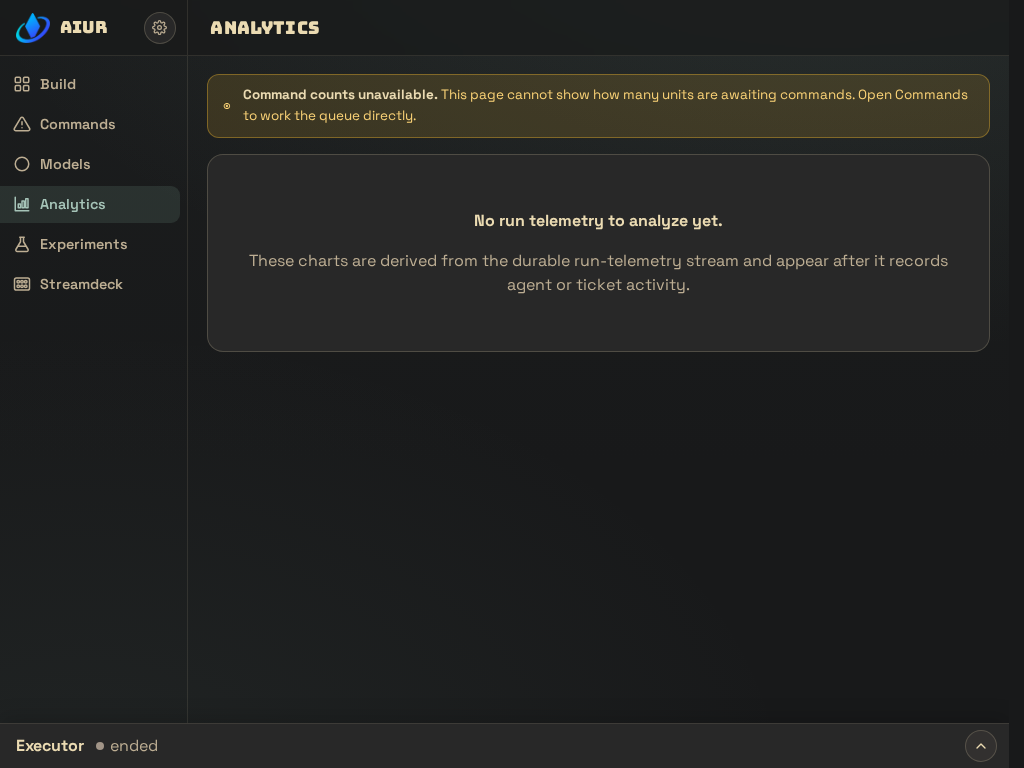 AIUR
ANALYTICS
Build
Commands
Models
Analytics
Experiments
Streamdeck
Command counts unavailable. This page cannot show how many units are awaiting commands. Open Commands
to work the queue directly.
No run telemetry to analyze yet.
These charts are derived from the durable run-telemetry stream and appear after it records
agent or ticket activity.
Executor ended